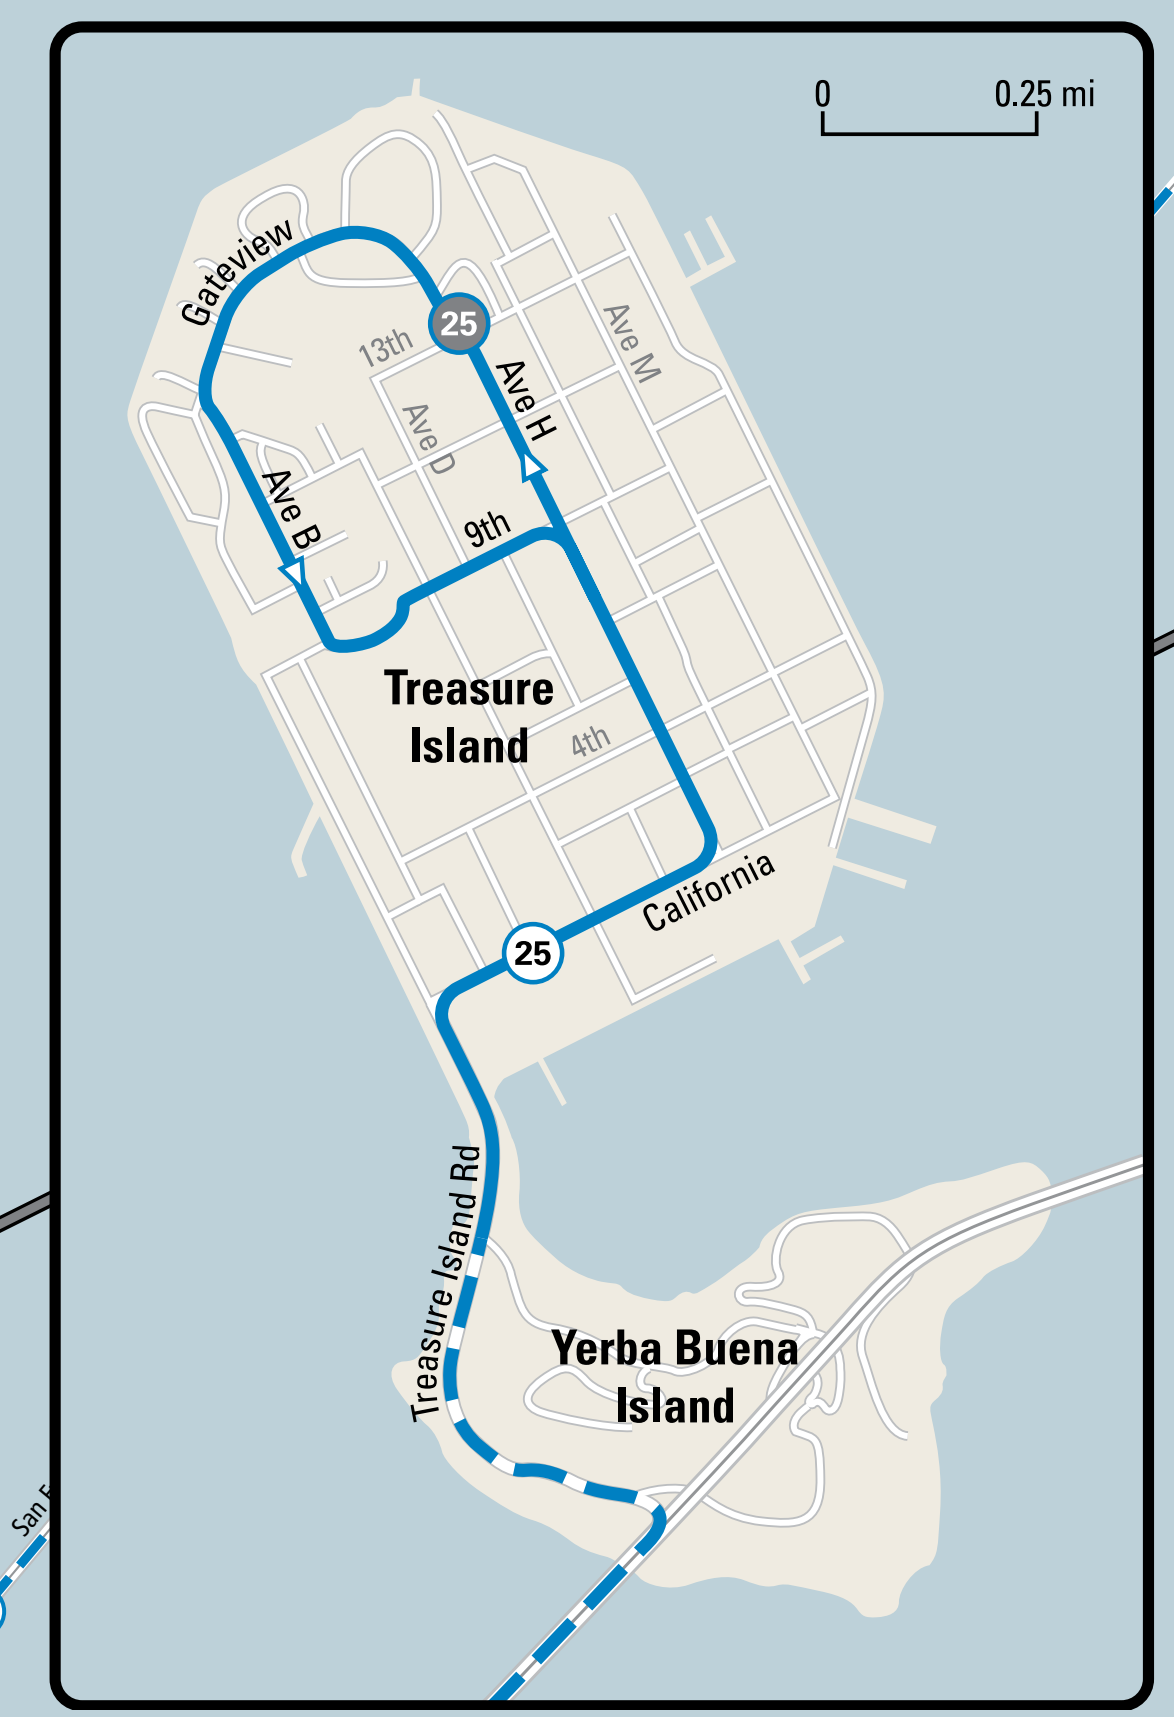 0 0.25 mi
Gateview
25
13th
Ave M
Ave H
Ave D
Ave B
9th
Treasure
Island
4th
California
25
Treasure Island Rd
Yerba Buena
Island
San